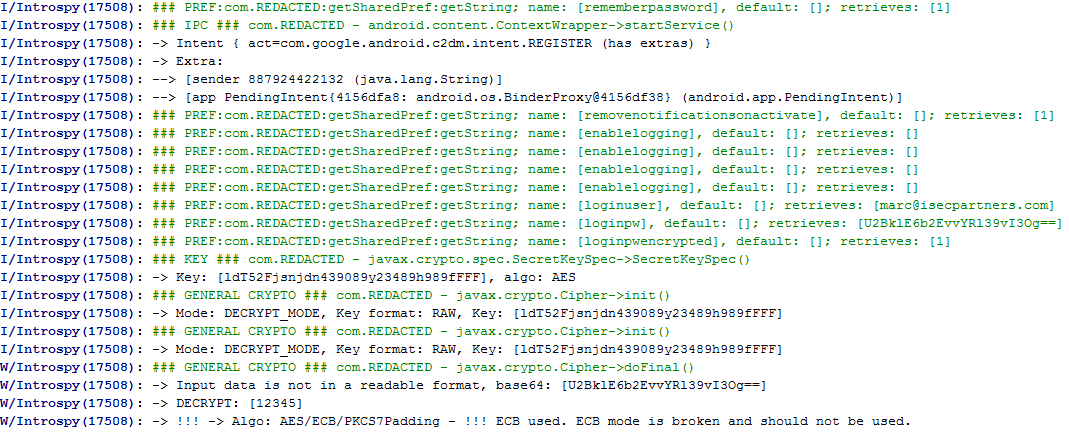 I/Introspy(17508): ### PREF:com.REDACTED:getSharedPref:getString; name: [rememberpassword], default: []; retrieves: [1]
I/Introspy(17508): ### IPC ### com.REDACTED - android.content.ContextWrapper->startService()
I/Introspy(17508): -> Intent { act=com.google.android.c2dm.intent.REGISTER (has extras) }
I/Introspy(17508): -> Extra:
I/Introspy(17508): --> [sender 887924422132 (java.lang.String)]
I/Introspy(17508): --> [app PendingIntent{4156dfa8: android.os.BinderProxy@4156df38} (android.app.PendingIntent)]
I/Introspy(17508): ### PREF:com.REDACTED:getSharedPref:getString; name: [removenotificationsonactivate], default: []; retrieves: [1]
I/Introspy(17508): ### PREF:com.REDACTED:getSharedPref:getString; name: [enablelogging], default: []; retrieves: []
I/Introspy(17508): ### PREF:com.REDACTED:getSharedPref:getString; name: [enablelogging], default: []; retrieves: []
I/Introspy(17508): ### PREF:com.REDACTED:getSharedPref:getString; name: [enablelogging], default: []; retrieves: []
I/Introspy(17508): ### PREF:com.REDACTED:getSharedPref:getString; name: [enablelogging], default: []; retrieves: []
I/Introspy(17508): ### PREF:com.REDACTED:getSharedPref:getString; name: [loginuser], default: []; retrieves: [marc@isecpartners.com]
I/Introspy(17508): ### PREF:com.REDACTED:getSharedPref:getString; name: [loginpw], default: []; retrieves: [U2BklE6b2EvvYRl39vI3Og==]
I/Introspy(17508): ### PREF:com.REDACTED:getSharedPref:getString; name: [loginpwencrypted], default: []; retrieves: [1]
I/Introspy(17508): ### KEY ### com.REDACTED - javax.crypto.spec.SecretKeySpec->SecretKeySpec()
I/Introspy(17508): -> Key: [ldT52Fjsnjdn439089y23489h989fFFF], algo: AES
I/Introspy(17508): ### GENERAL CRYPTO ### com.REDACTED - javax.crypto.Cipher->init()
I/Introspy(17508): -> Mode: DECRYPT_MODE, Key format: RAW, Key: [ldT52Fjsnjdn439089y23489h989fFFF]
I/Introspy(17508): ### GENERAL CRYPTO ### com.REDACTED - javax.crypto.Cipher->init()
I/Introspy(17508): -> Mode: DECRYPT_MODE, Key format: RAW, Key: [ldT52Fjsnjdn439089y23489h989fFFF]
W/Introspy(17508): ### GENERAL CRYPTO ### com.REDACTED - javax.crypto.Cipher->doFinal()
W/Introspy(17508): -> Input data is not in a readable format, base64: [U2BklE6b2EvvYRl39vI3Og==]
W/Introspy(17508): -> DECRYPT: [12345]
W/Introspy(17508): -> !!! -> Algo: AES/ECB/PKCS7Padding - !!! ECB used. ECB mode is broken and should not be used.